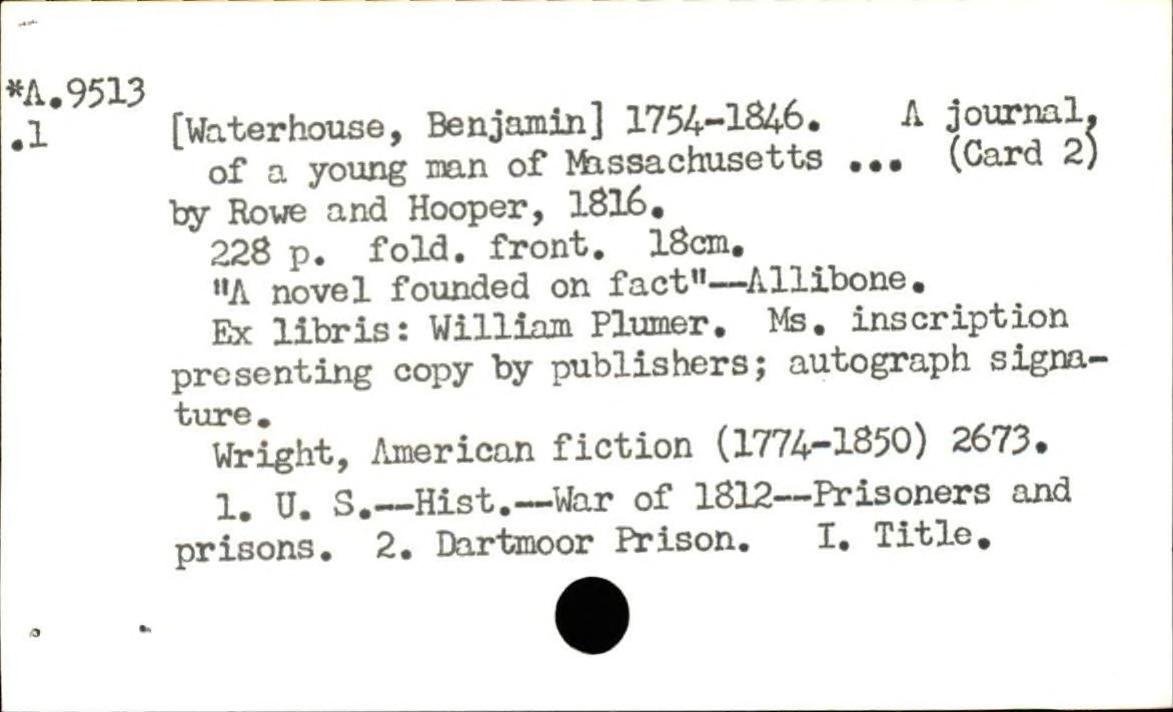 *A.9513
.1 [Waterhouse, Benjamin] 1754-1846. A journal,
of a young man of Massachusetts ... (Card 2)
by Rowe and Hooper, 1816.
228 p. fold. front. 18cm.
"A novel founded on fact"--Allibone.
Ex libris: William Plumer. Ms. inscription
presenting copy by publishers; autograph signa-
ture.
Wright, American fiction (1774-1850) 2673.
1. U. S.--Hist.--War of 1812--Prisoners and
prisons. 2. Dartmoor Prison. I. Title.